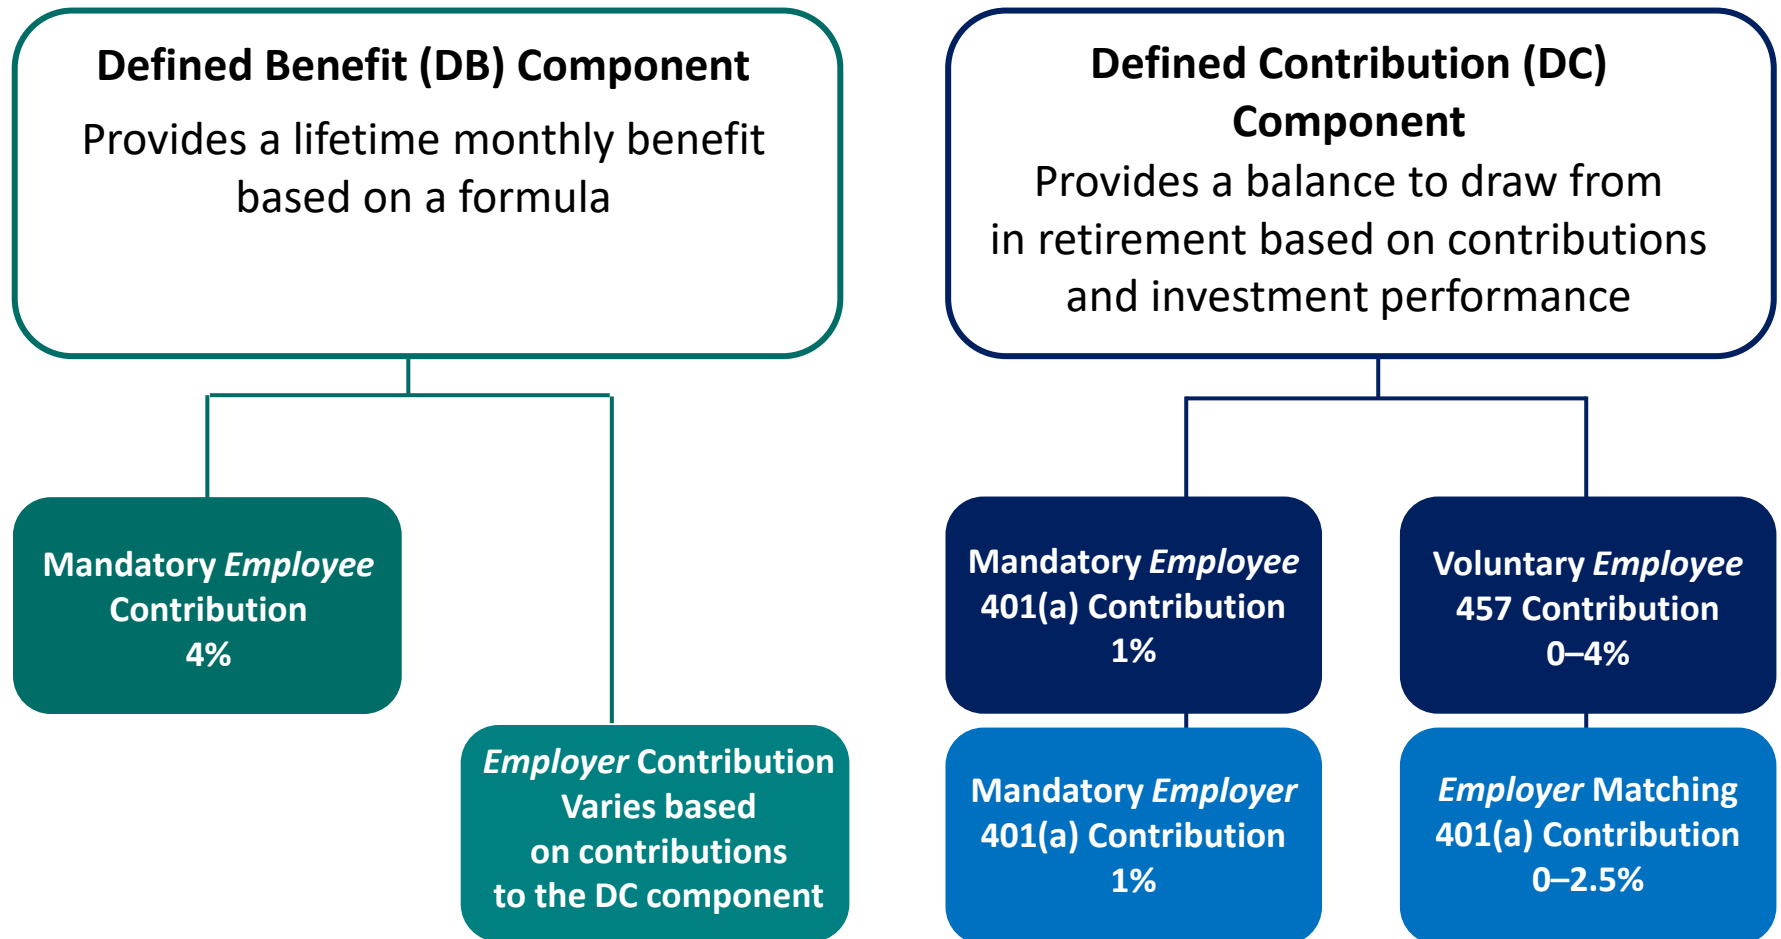 Defined Benefit (DB) Component
Provides a lifetime monthly benefit
based on a formula
Defined Contribution (DC)
Component
Provides a balance to draw from
in retirement based on contributions
and investment performance
Mandatory Employee
Contribution
4%
Employer Contribution
Varies based
on contributions
to the DC component
Mandatory Employee
401(a) Contribution
1%
Voluntary Employee
457 Contribution
0–4%
Mandatory Employer
401(a) Contribution
1%
Employer Matching
401(a) Contribution
0–2.5%